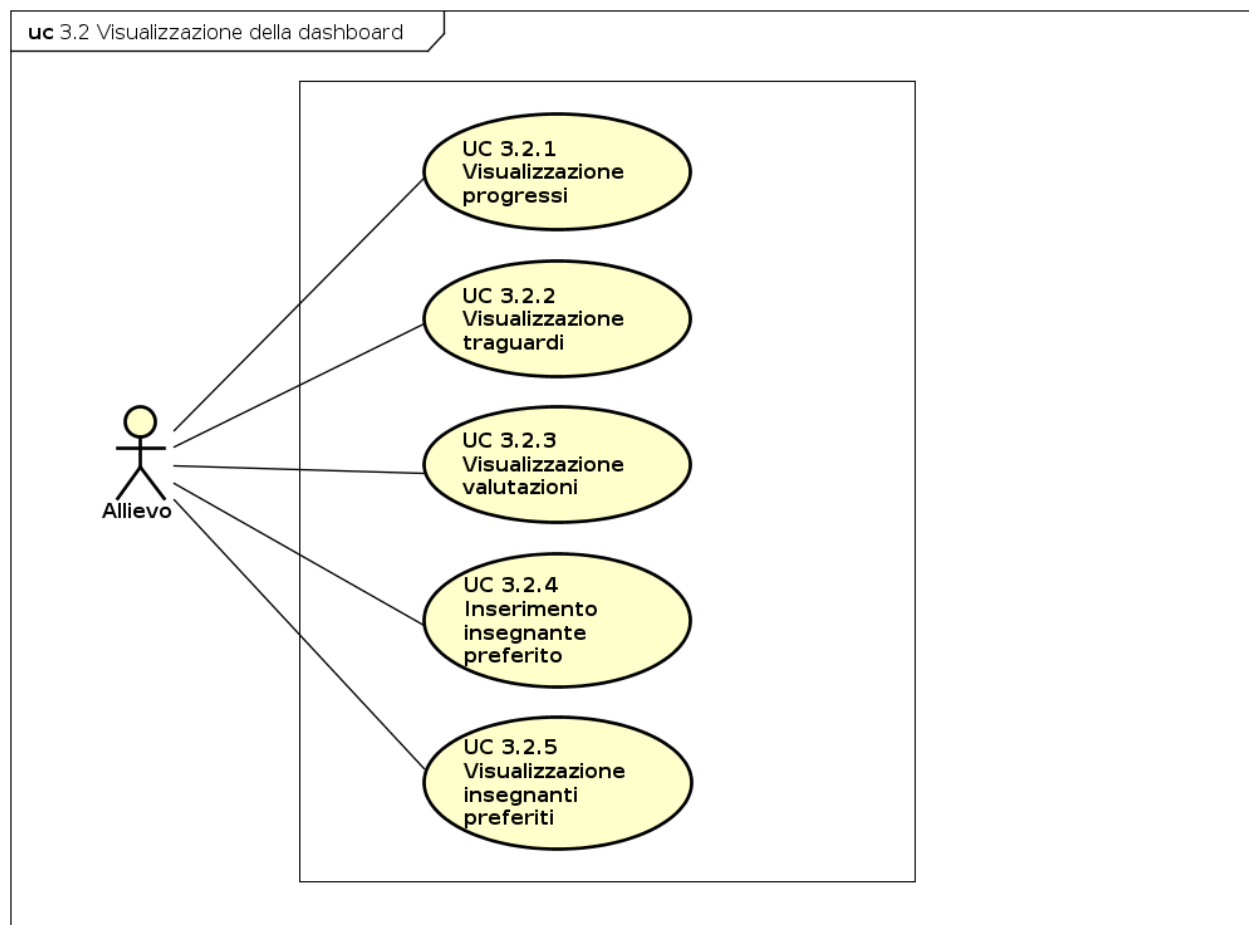 uc 3.2 Visualizzazione della dashboard
UC 3.2.1
Visualizzazione
progressi
UC 3.2.2
Visualizzazione
traguardi
UC 3.2.3
Visualizzazione
valutazioni
Allievo
UC 3.2.4
Inserimento
insegnante
preferito
UC 3.2.5
Visualizzazione
insegnanti
preferiti